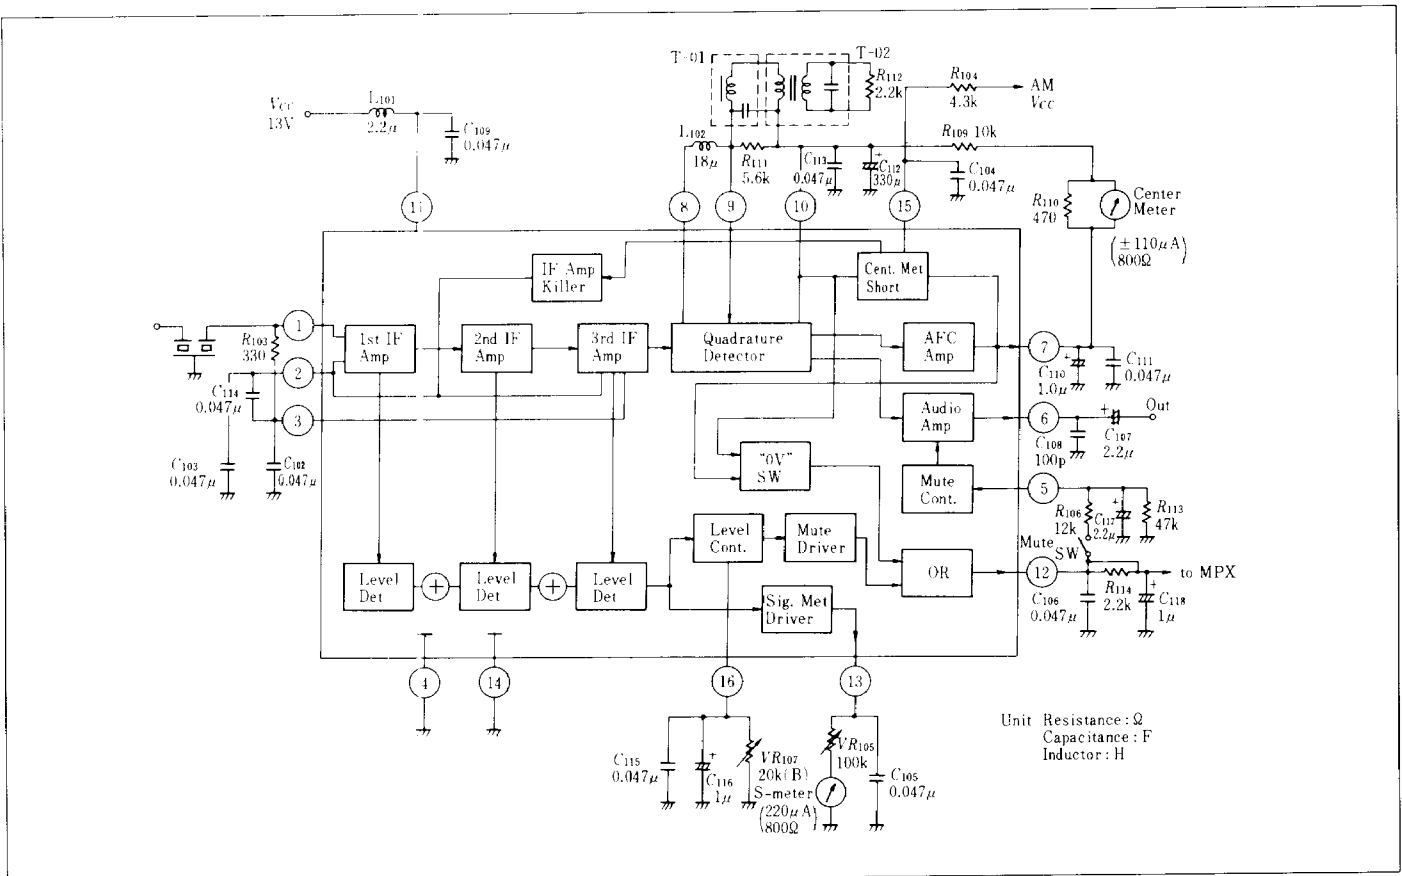 T-01
T-02
R112
2.2k
R104
4.3k
AM
Vcc
L101
Vcc
13V
2.2μ
C109
0.047μ
L102
18μ
R111
5.6k
C113
0.047μ
C112
330μ
R109 10k
C104
0.047μ
R110
470
Center
Meter
(±110μA)
800Ω
11
8
9
10
15
IF Amp
Killer
Cent. Met
Short
1
R103
330
2
C114
0.047μ
3
C103
0.047μ
C102
0.047μ
1st IF
Amp
2nd IF
Amp
3rd IF
Amp
Quadrature
Detector
AFC
Amp
7
C110
1.0μ
C111
0.047μ
Audio
Amp
6
C108
100p
C107
2.2μ
Out
"0V"
SW
Mute
Cont.
5
R106
12k
C117
2.2μ
R113
47k
Mute
SW
Level
Cont.
Mute
Driver
OR
12
C106
0.047μ
R114
2.2k
C118
1μ
to MPX
Level
Det
+
Level
Det
+
Level
Det
Sig. Met
Driver
4
14
16
13
C115
0.047μ
C116
1μ
VR107
20k(B)
S-meter
(220μA)
800Ω
VR105
100k
C105
0.047μ
Unit Resistance : Ω
Capacitance : F
Inductor : H